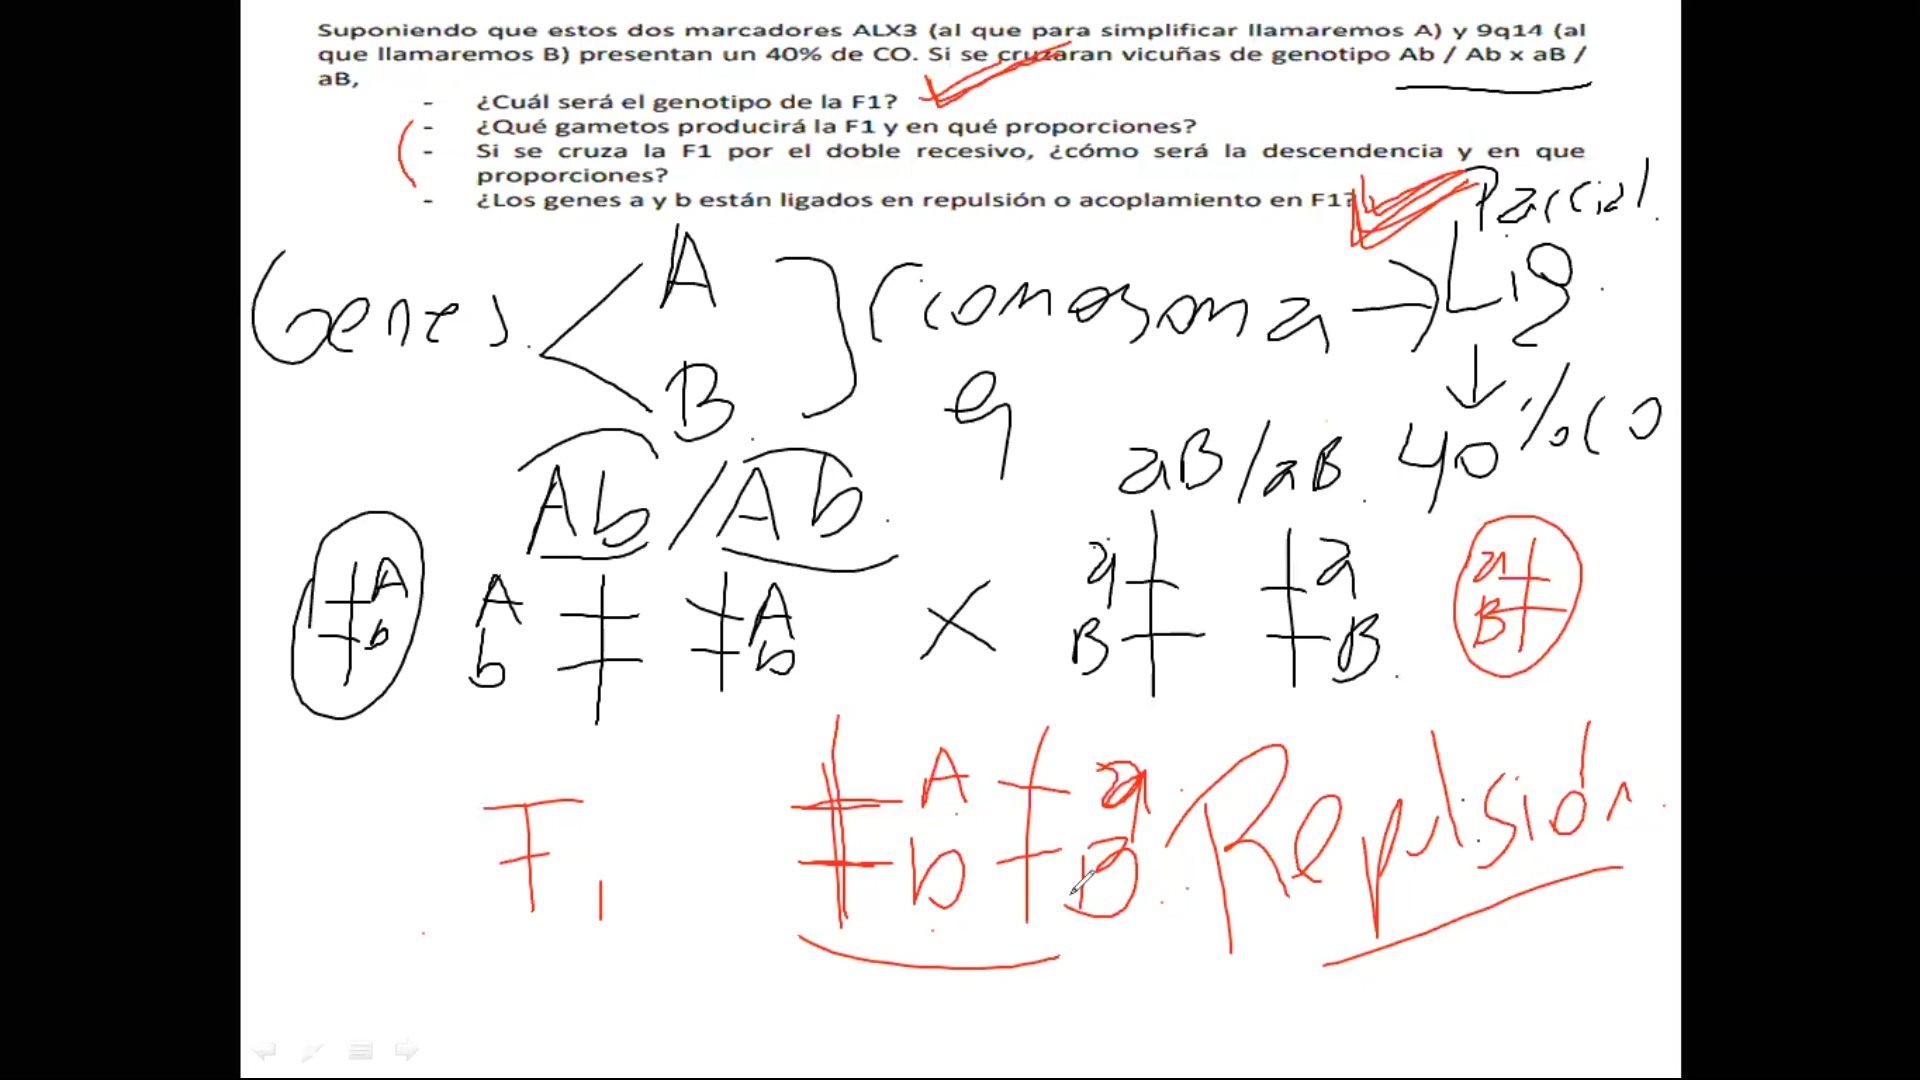 Suponiendo que estos dos marcadores ALX3 (al que para simplificar llamaremos A) y 9q14 (al
que llamaremos B) presentan un 40% de CO. Si se cruzaran vicuñas de genotipo Ab / Ab x aB /
aB,
- ¿Cuál será el genotipo de la F1?
- ¿Qué gametos producirá la F1 y en qué proporciones?
- Si se cruza la F1 por el doble recesivo, ¿cómo será la descendencia y en que
proporciones?
- ¿Los genes a y b están ligados en repulsión o acoplamiento en F1?
Parcial
Genes A B Cromosoma → Lig
9
40 % CO
Ab / Ab aB / aB
A b A b A b X a B a B a B
F1 A b a B Repulsión